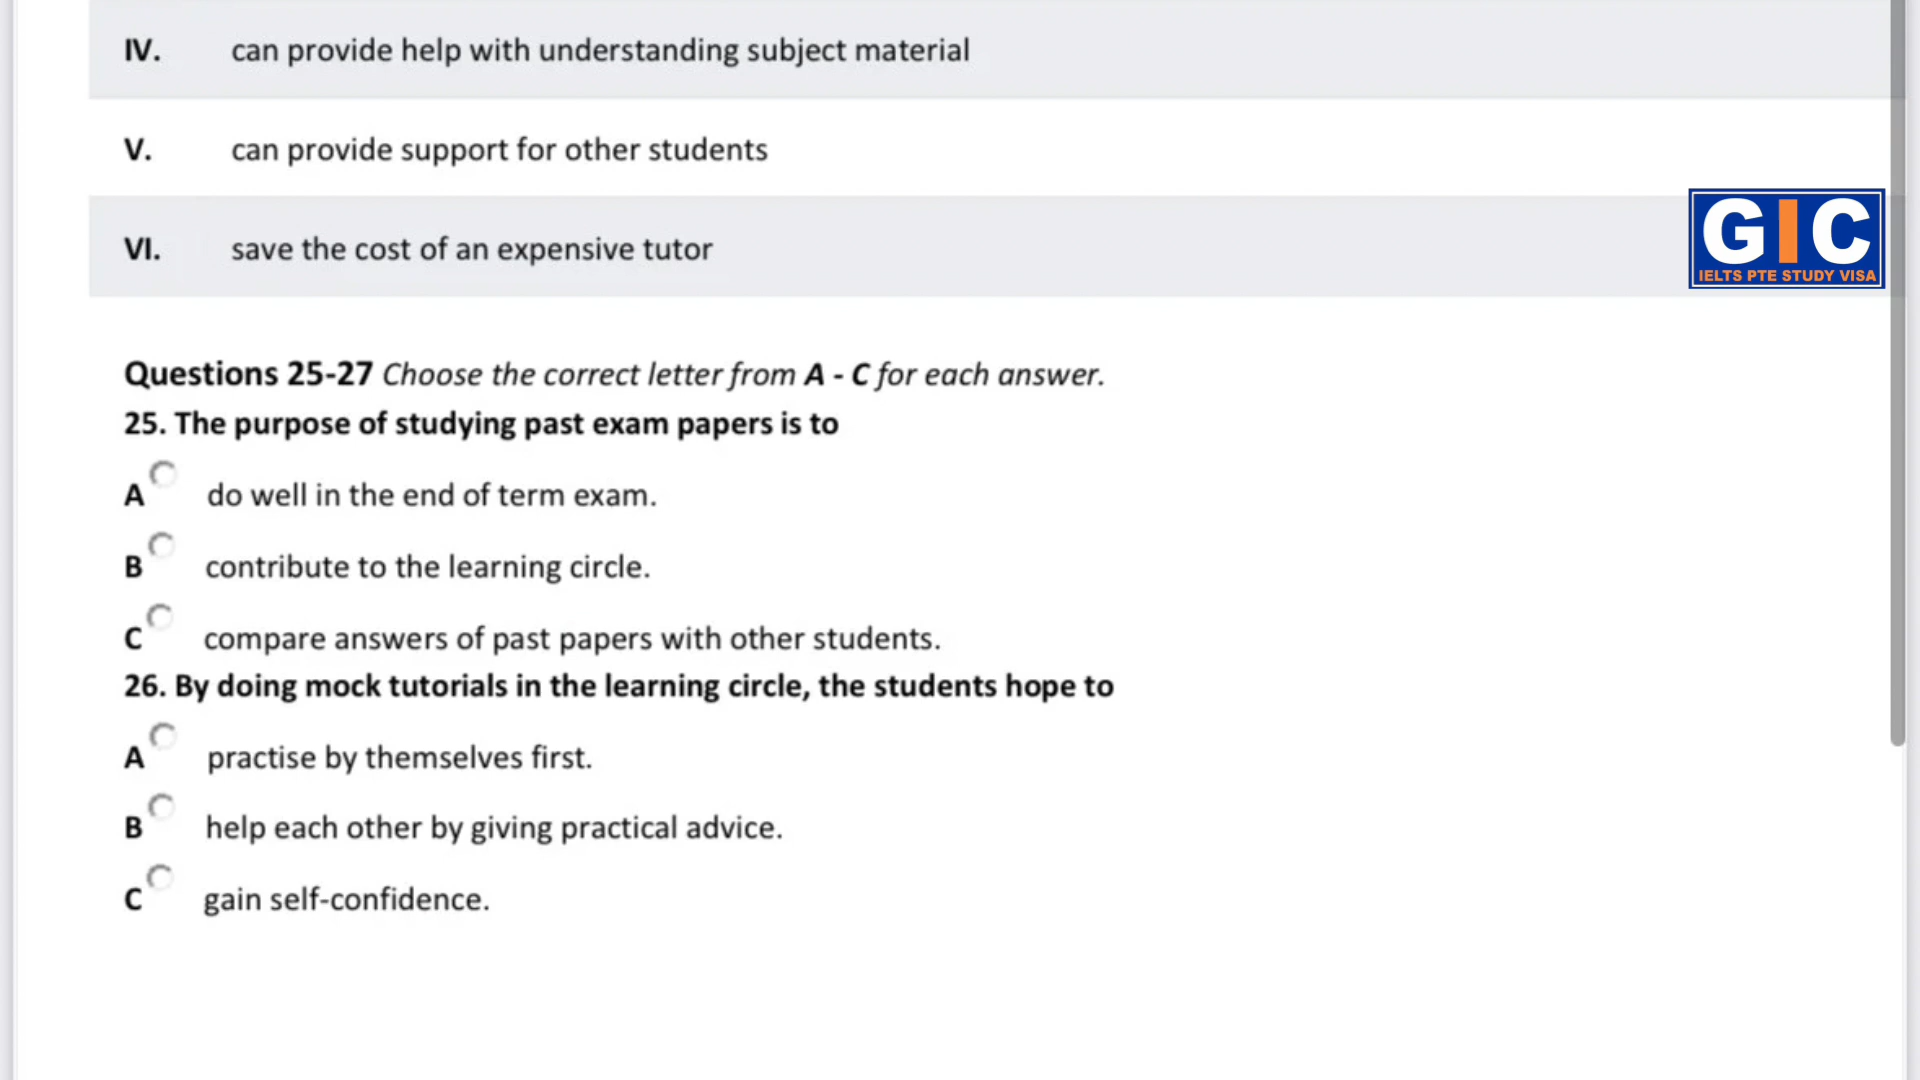 IV. can provide help with understanding subject material
V. can provide support for other students
VI. save the cost of an expensive tutor
GIC
IELTS PTE STUDY VISA
Questions 25-27 Choose the correct letter from A - C for each answer.
25. The purpose of studying past exam papers is to
A do well in the end of term exam.
B contribute to the learning circle.
C compare answers of past papers with other students.
26. By doing mock tutorials in the learning circle, the students hope to
A practise by themselves first.
B help each other by giving practical advice.
C gain self-confidence.